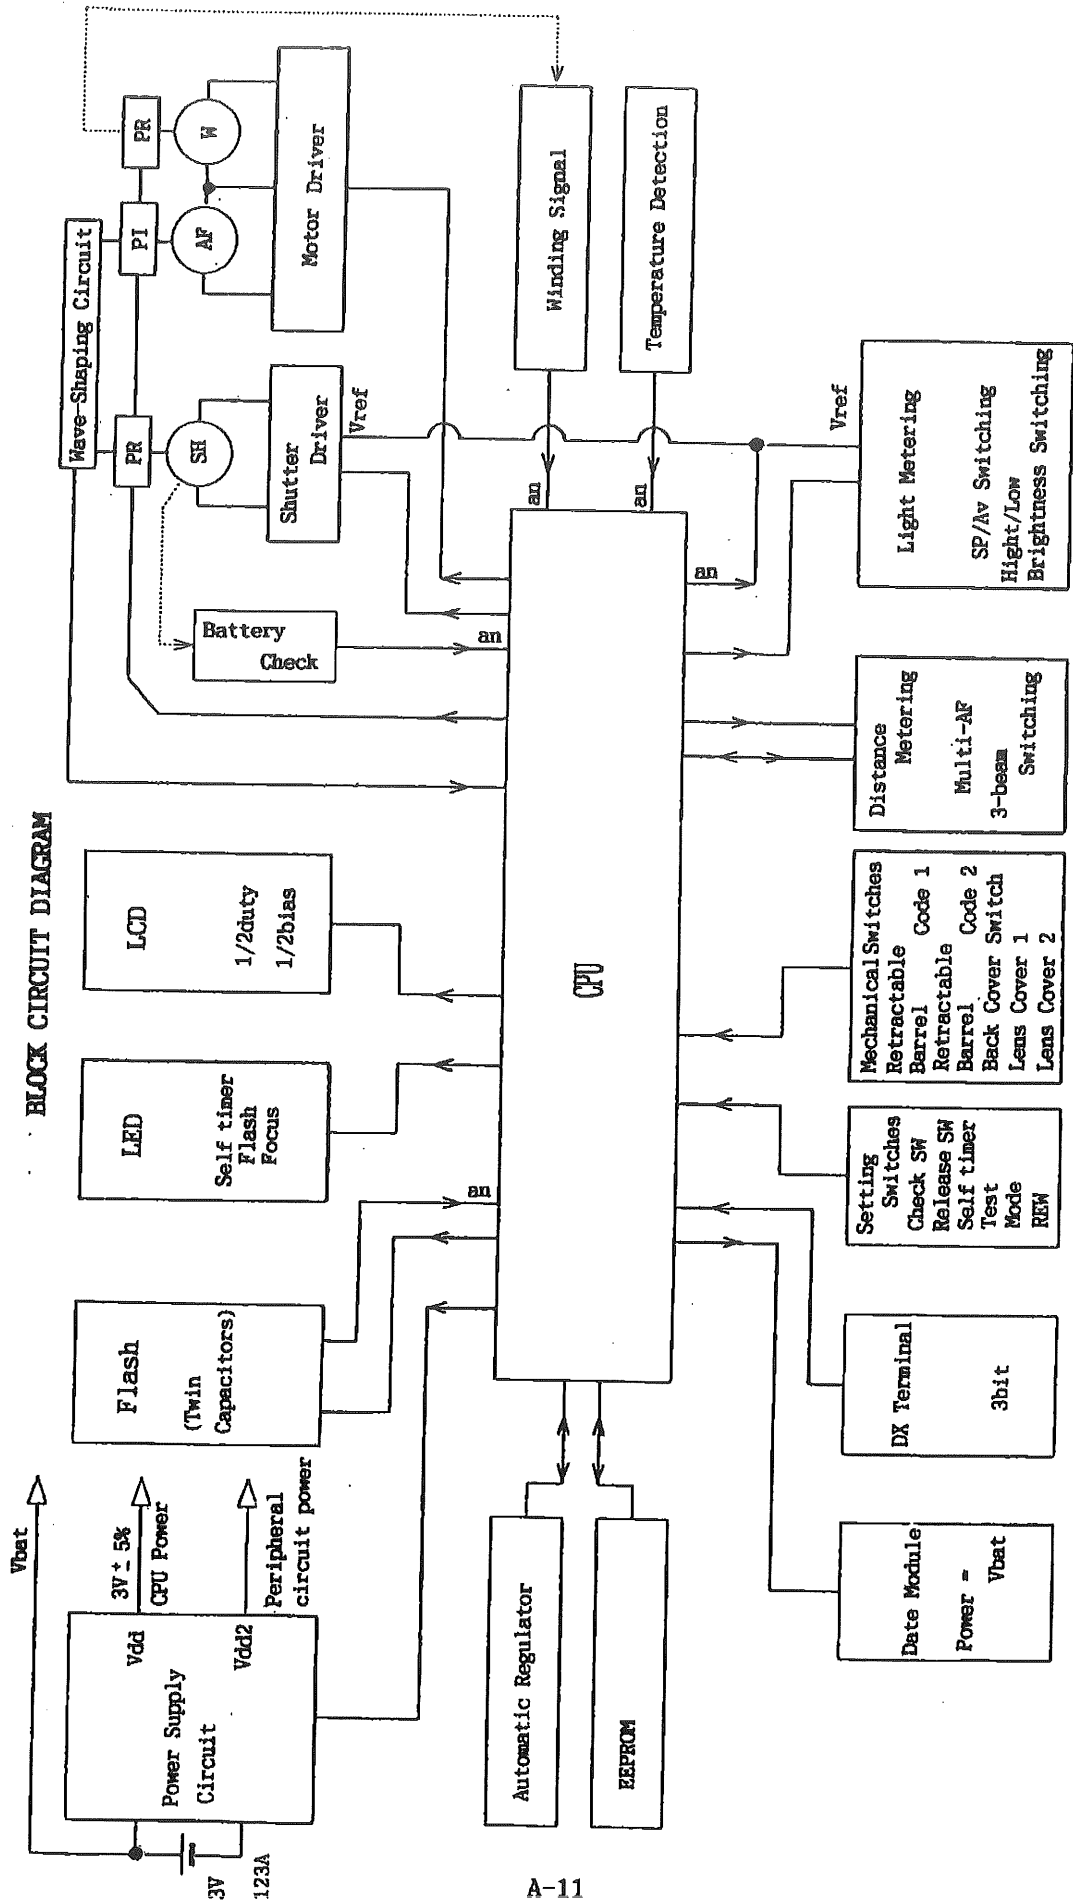 BLOCK CIRCUIT DIAGRAM
Vbat
3V ± 5%
CPU Power
Vdd
Peripheral
circuit power
Vdd2
Power Supply
Circuit
3V
123A
Flash
(Twin
Capacitors)
an
LED
Self timer
Flash
Focus
LCD
1/2duty
1/2bias
Battery
Check
an
Wave-Shaping Circuit
PR
PI
PR
SH
AF
W
Shutter
Driver
Vref
Motor Driver
Automatic Regulator
EEPROM
CPU
an
an
an
Winding Signal
Temperature Detection
Date Module
Power =
Vbat
DX Terminal
3bit
Setting
Switches
Check SW
Release SW
Self timer
Test
Mode
REW
Mechanical Switches
Retractable
Barrel Code 1
Retractable
Barrel Code 2
Back Cover Switch
Lens Cover 1
Lens Cover 2
Distance
Metering
Multi-AF
3-beam
Switching
Vref
Light Metering
SP/Av Switching
Hight/Low
Brightness Switching
A-11